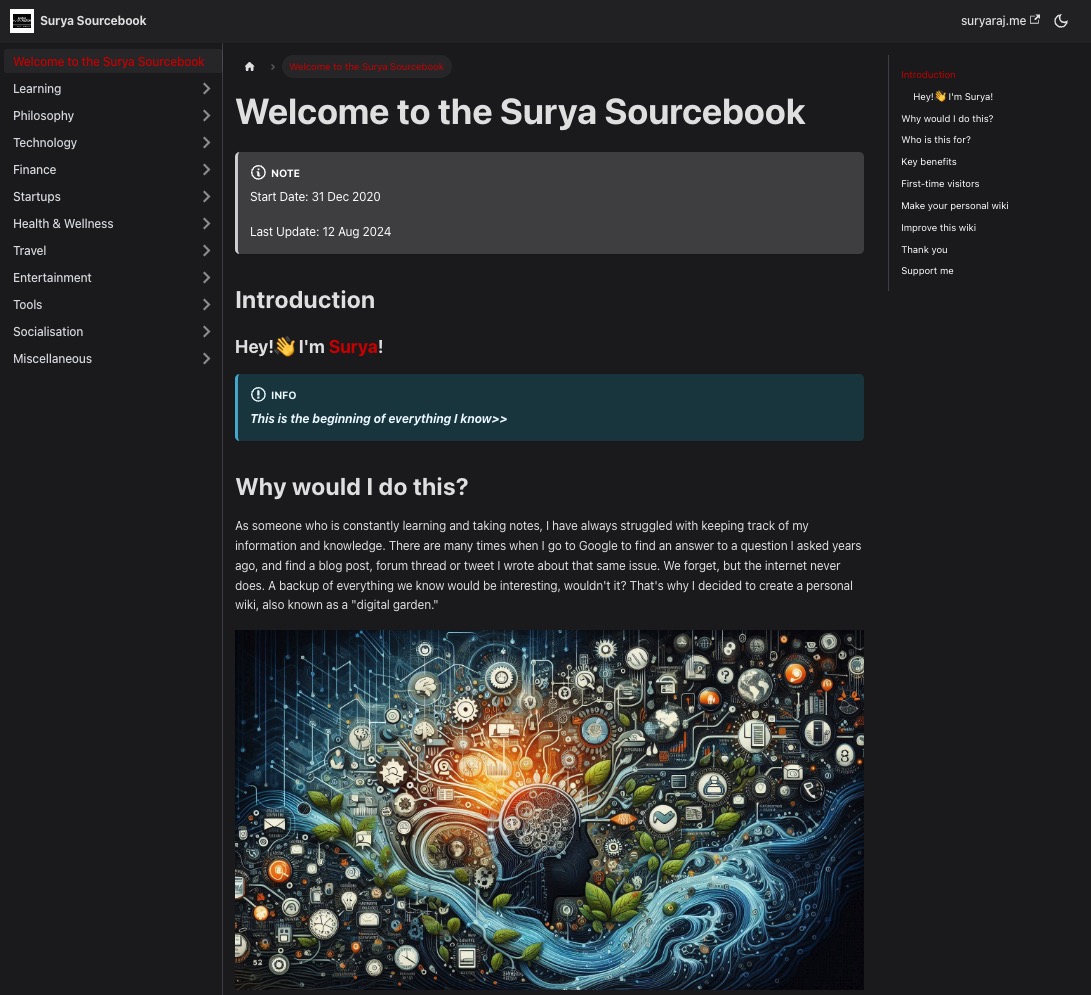 Surya Sourcebook
suryaraj.me
Welcome to the Surya Sourcebook
Learning
Philosophy
Technology
Finance
Startups
Health & Wellness
Travel
Entertainment
Tools
Socialisation
Miscellaneous
Welcome to the Surya Sourcebook
Welcome to the Surya Sourcebook
NOTE
Start Date: 31 Dec 2020
Last Update: 12 Aug 2024
Introduction
Hey!👋 I'm Surya!
INFO
This is the beginning of everything I know>>
Why would I do this?
As someone who is constantly learning and taking notes, I have always struggled with keeping track of my
information and knowledge. There are many times when I go to Google to find an answer to a question I asked years
ago, and find a blog post, forum thread or tweet I wrote about that same issue. We forget, but the internet never
does. A backup of everything we know would be interesting, wouldn't it? That's why I decided to create a personal
wiki, also known as a "digital garden."
Introduction
Hey!👋 I'm Surya!
Why would I do this?
Who is this for?
Key benefits
First-time visitors
Make your personal wiki
Improve this wiki
Thank you
Support me